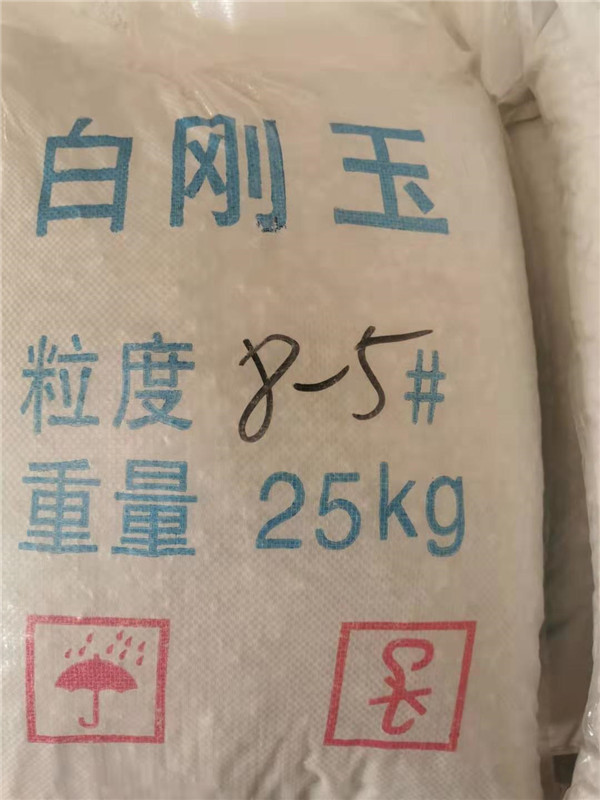 白刚玉
粒度 8-5#
重量 25kg